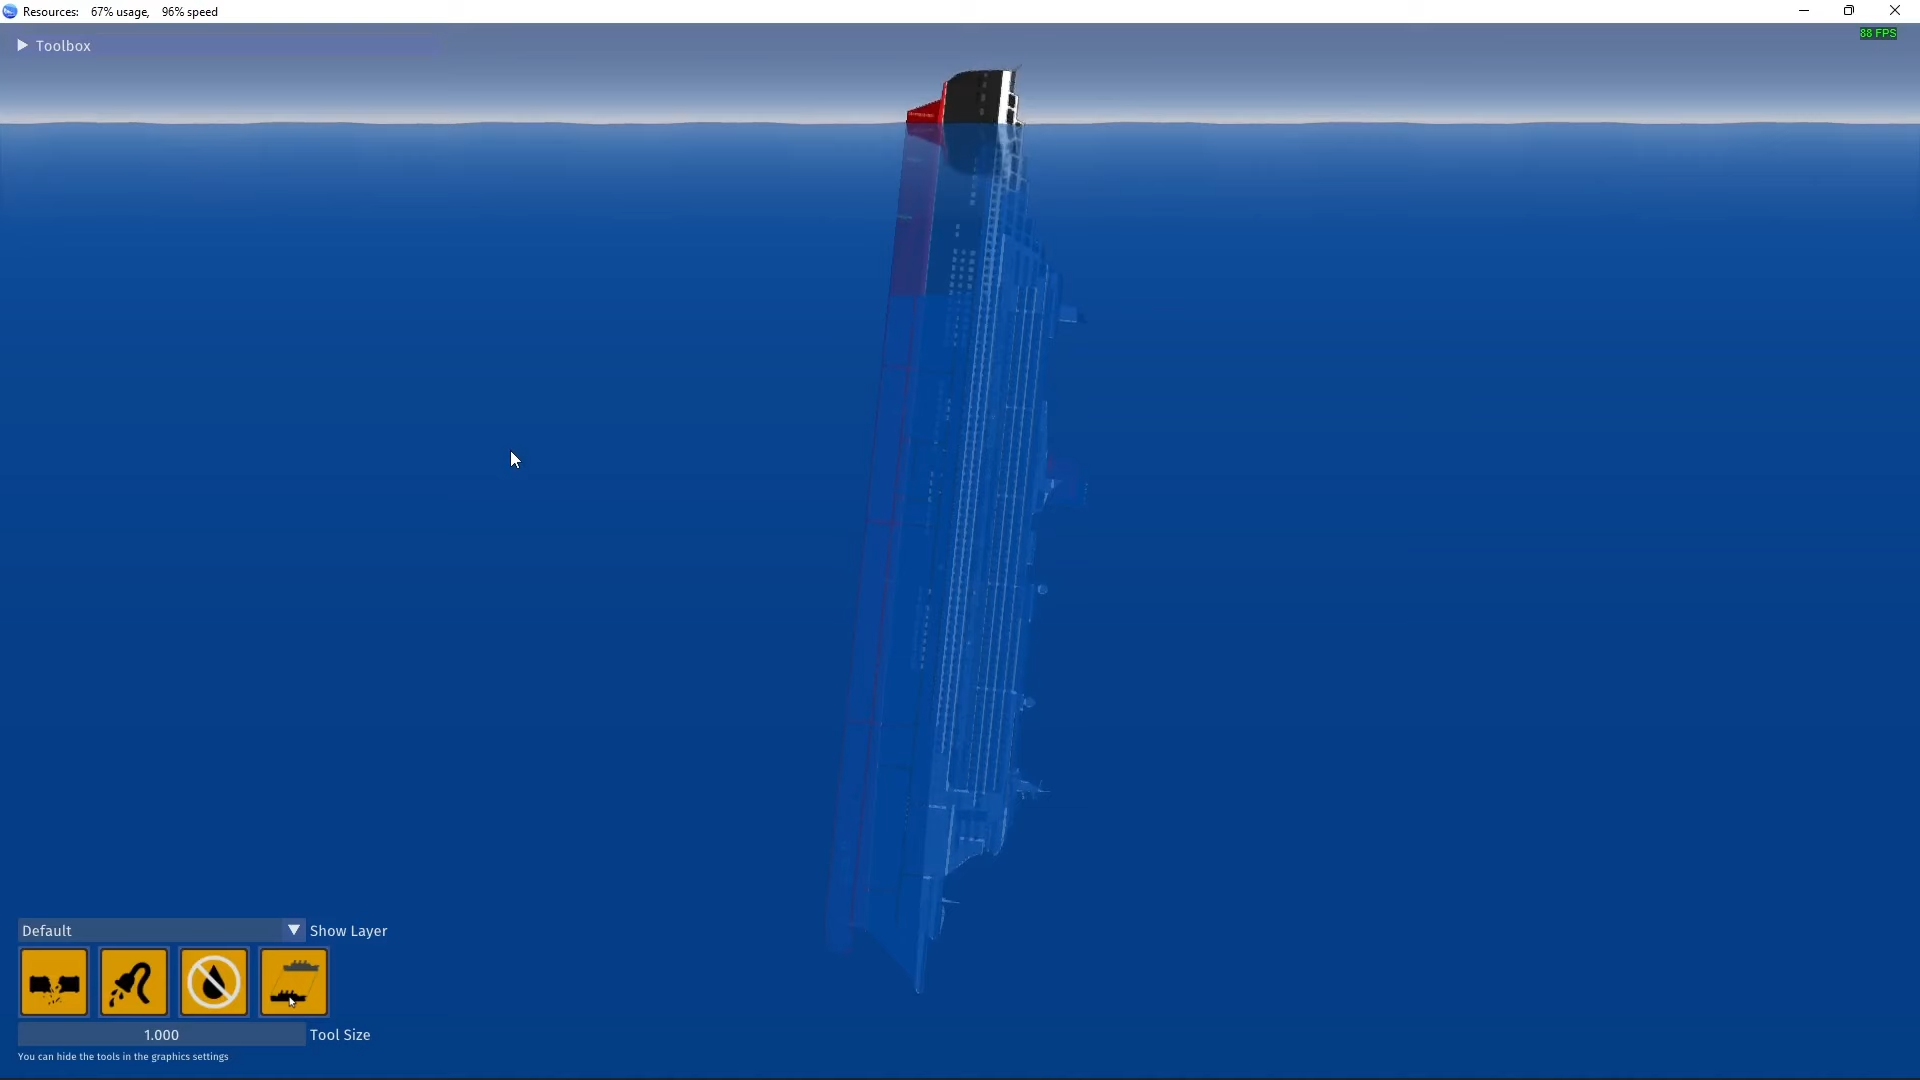 Resources: 67% usage, 96% speed
88 FPS
Toolbox
Default
Show Layer
1.000
Tool Size
You can hide the tools in the graphics settings